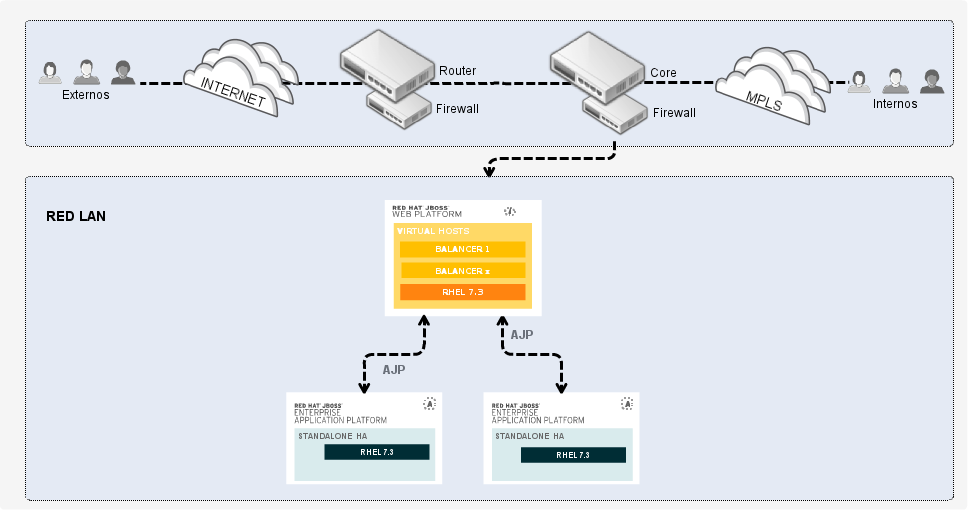 Externos
INTERNET
Router
Firewall
Core
Firewall
MPLS
Internos
RED LAN
RED HAT JBOSS
WEB PLATFORM
VIRTUAL HOSTS
BALANCER 1
BALANCER x
RHEL 7.3
AJP
AJP
RED HAT JBOSS
ENTERPRISE
APPLICATION PLATFORM
STANDALONE HA
RHEL 7.3
RED HAT JBOSS
ENTERPRISE
APPLICATION PLATFORM
STANDALONE HA
RHEL 7.3